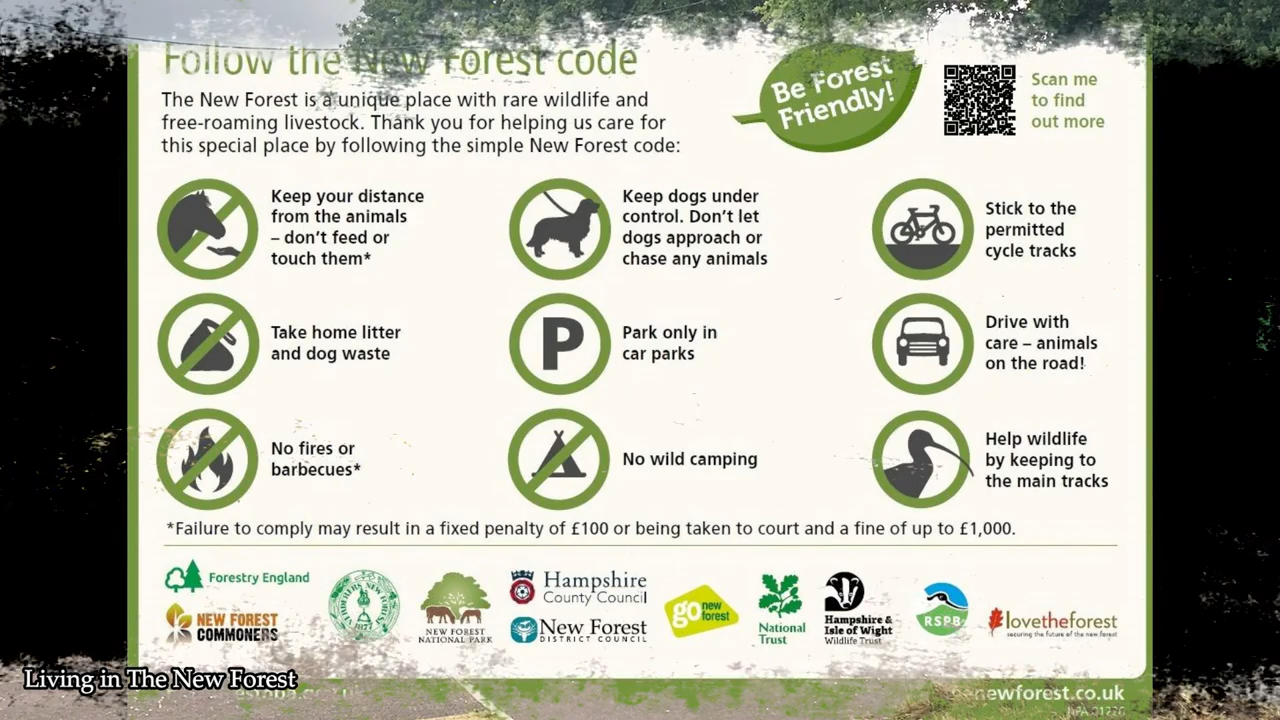 Follow the New Forest code
The New Forest is a unique place with rare wildlife and
free-roaming livestock. Thank you for helping us care for
this special place by following the simple New Forest code:
Be Forest
Friendly!
Scan me
to find
out more
Keep your distance
from the animals
– don't feed or
touch them*
Keep dogs under
control. Don't let
dogs approach or
chase any animals
Stick to the
permitted
cycle tracks
Take home litter
and dog waste
P
Park only in
car parks
Drive with
care – animals
on the road!
No fires or
barbecues*
No wild camping
Help wildlife
by keeping to
the main tracks
*Failure to comply may result in a fixed penalty of £100 or being taken to court and a fine of up to £1,000.
Forestry England
NEW FOREST
COMMONERS
1877
NEW FOREST
NATIONAL PARK
Hampshire
County Council
New Forest
DISTRICT COUNCIL
go new
forest
National
Trust
Hampshire &
Isle of Wight
Wildlife Trust
RSPB
lovetheforest
securing the future of the new forest
Living in The New Forest
newforest.co.uk